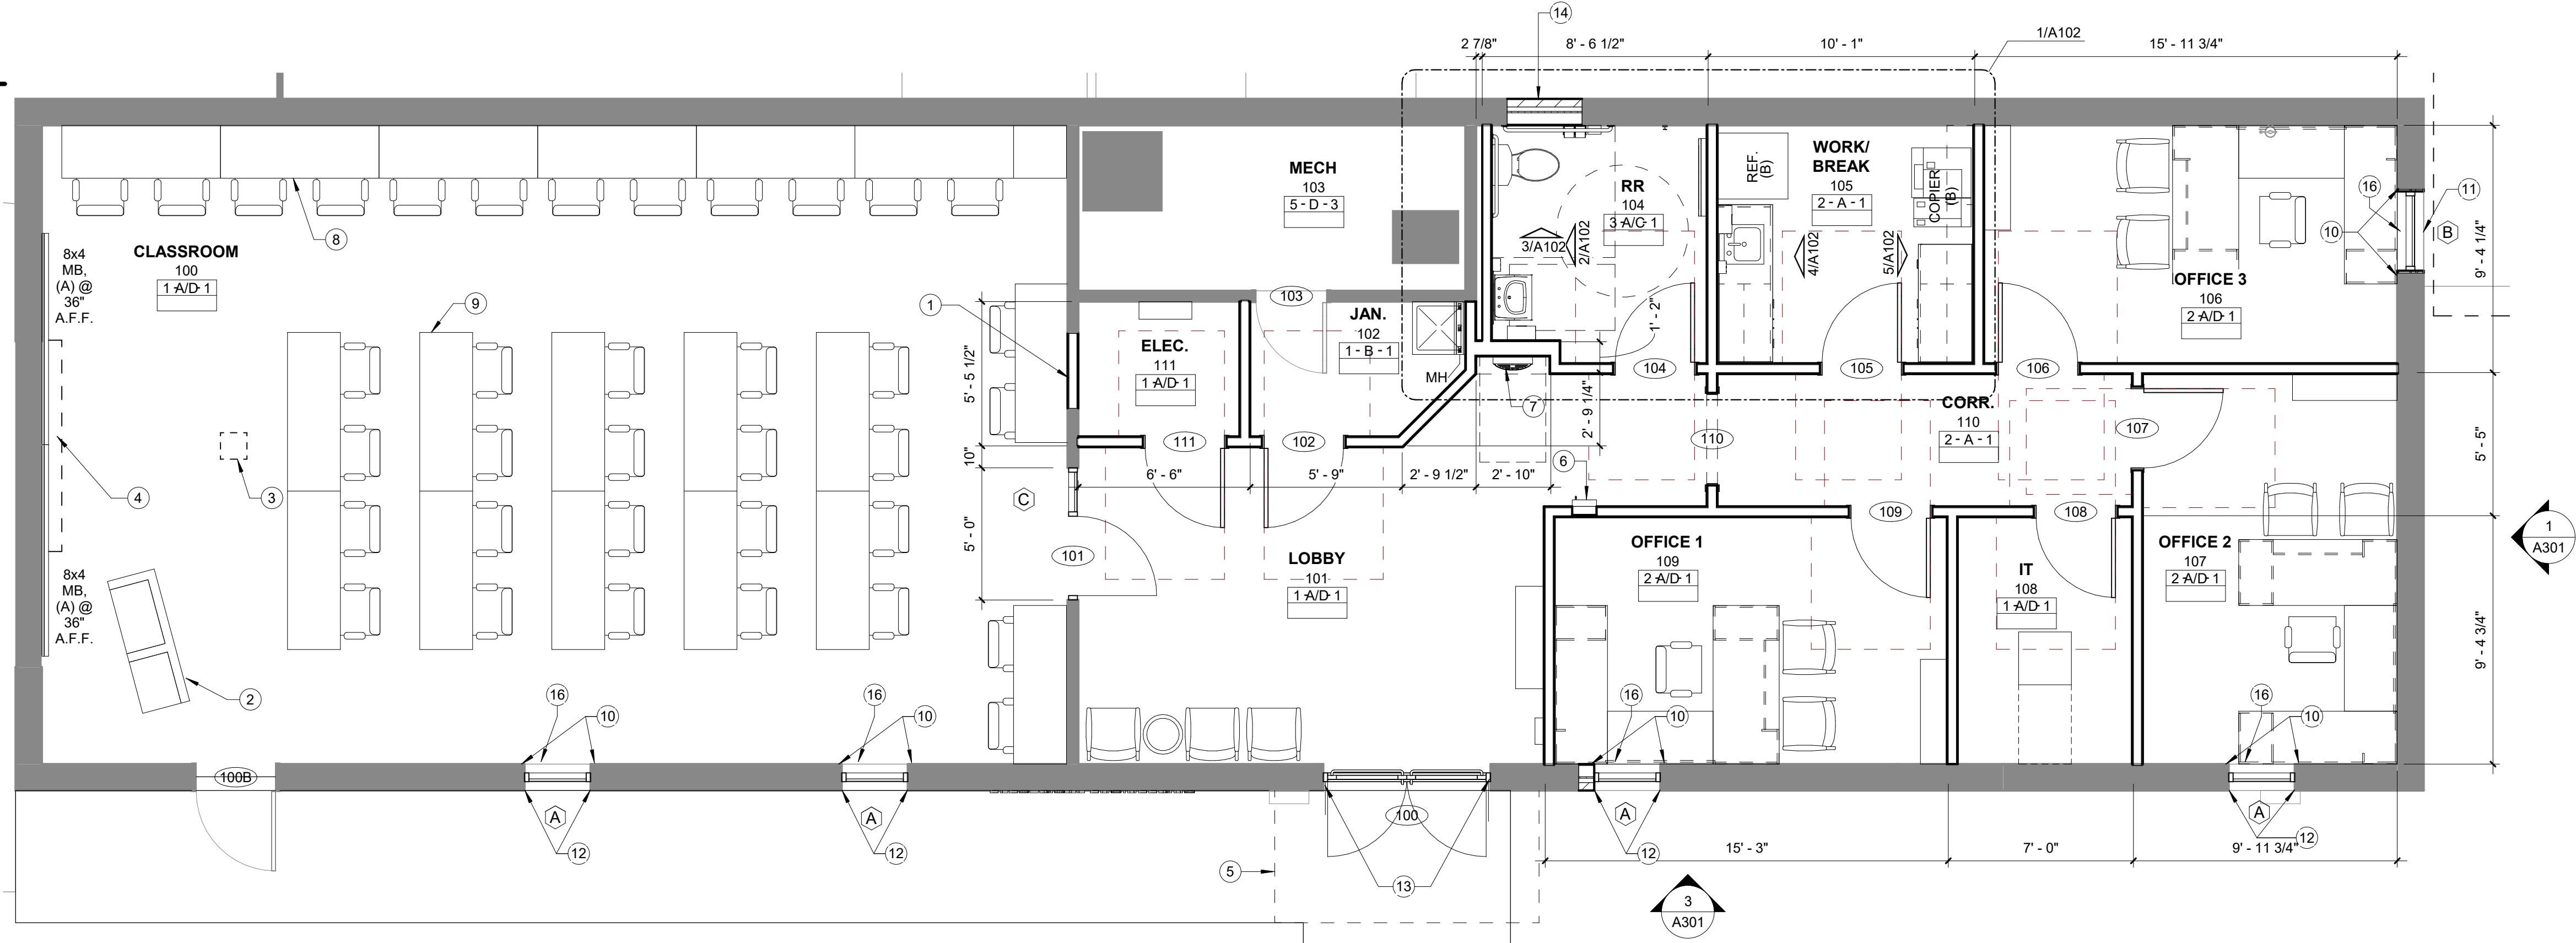 14
1/A102
2 7/8"
8' - 6 1/2"
10' - 1"
15' - 11 3/4"
MECH
103
5 - D - 3
RR
104
3 -A/C- 1
3/A102
2/A102
REF.
(B)
WORK/
BREAK
105
2 - A - 1
COPIER
(B)
4/A102
5/A102
16
11
10
B
9' - 4 1/4"
OFFICE 3
106
2 -A/D- 1
8
CLASSROOM
100
1 -A/D- 1
8x4
MB,
(A) @
36"
A.F.F.
9
1
103
JAN.
102
1 - B - 1
ELEC.
111
1 -A/D- 1
MH
1' - 2"
104
105
106
5' - 5 1/2"
7
2' - 9 1/4"
CORR.
110
2 - A - 1
107
5' - 5"
111
102
110
10"
6' - 6"
5' - 9"
2' - 9 1/2"
2' - 10"
6
4
3
C
5' - 0"
101
109
108
1
A301
LOBBY
101
1 -A/D- 1
OFFICE 1
109
2 -A/D- 1
IT
108
1 -A/D- 1
OFFICE 2
107
2 -A/D- 1
9' - 4 3/4"
8x4
MB,
(A) @
36"
A.F.F.
2
16
10
16
10
16
10
16
10
100B
A
A
100
A
A
12
12
12
12
5
13
15' - 3"
7' - 0"
9' - 11 3/4"
3
A301